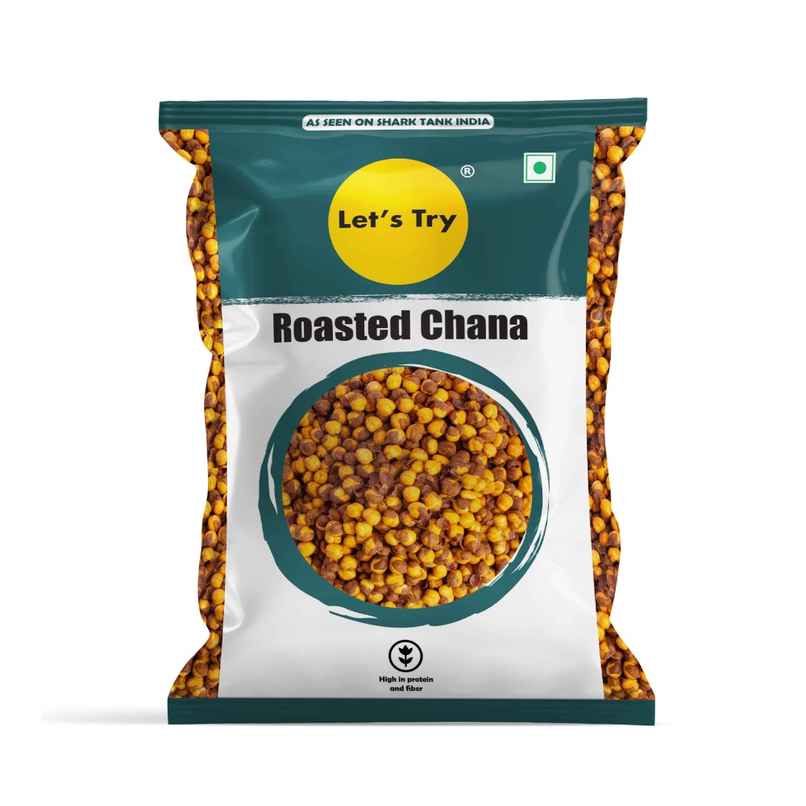 AS SEEN ON SHARK TANK INDIA
Let's Try
®
Roasted Chana
High in protein
and fiber